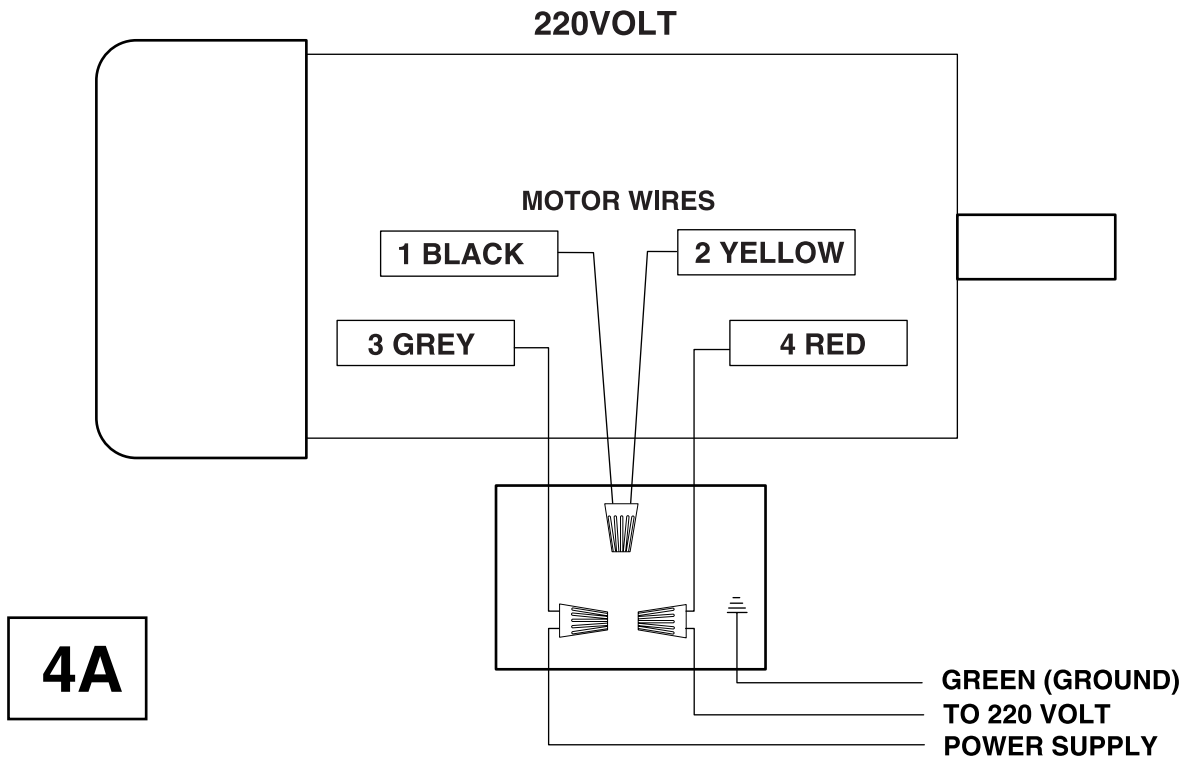 220VOLT
MOTOR WIRES
1 BLACK
2 YELLOW
3 GREY
4 RED
4A
GREEN (GROUND)
TO 220 VOLT
POWER SUPPLY